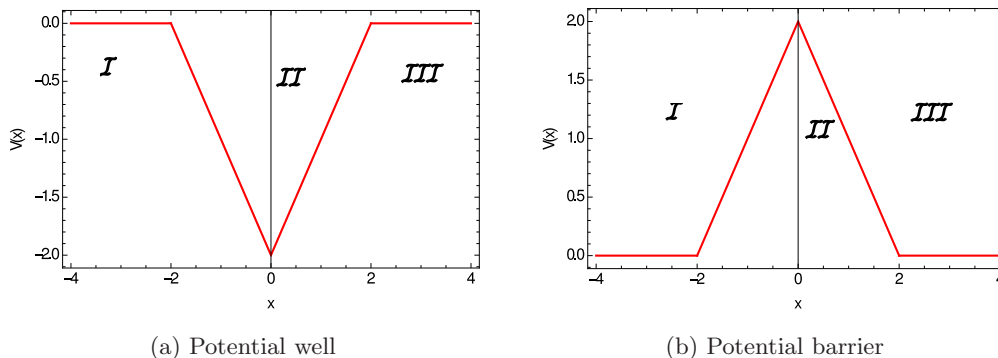 0.0
-0.5
-1.0
-1.5
-2.0
V(x)
I
II
III
-4
-2
0
2
4
x
(a) Potential well
2.0
1.5
1.0
0.5
0.0
V(x)
I
II
III
-4
-2
0
2
4
x
(b) Potential barrier